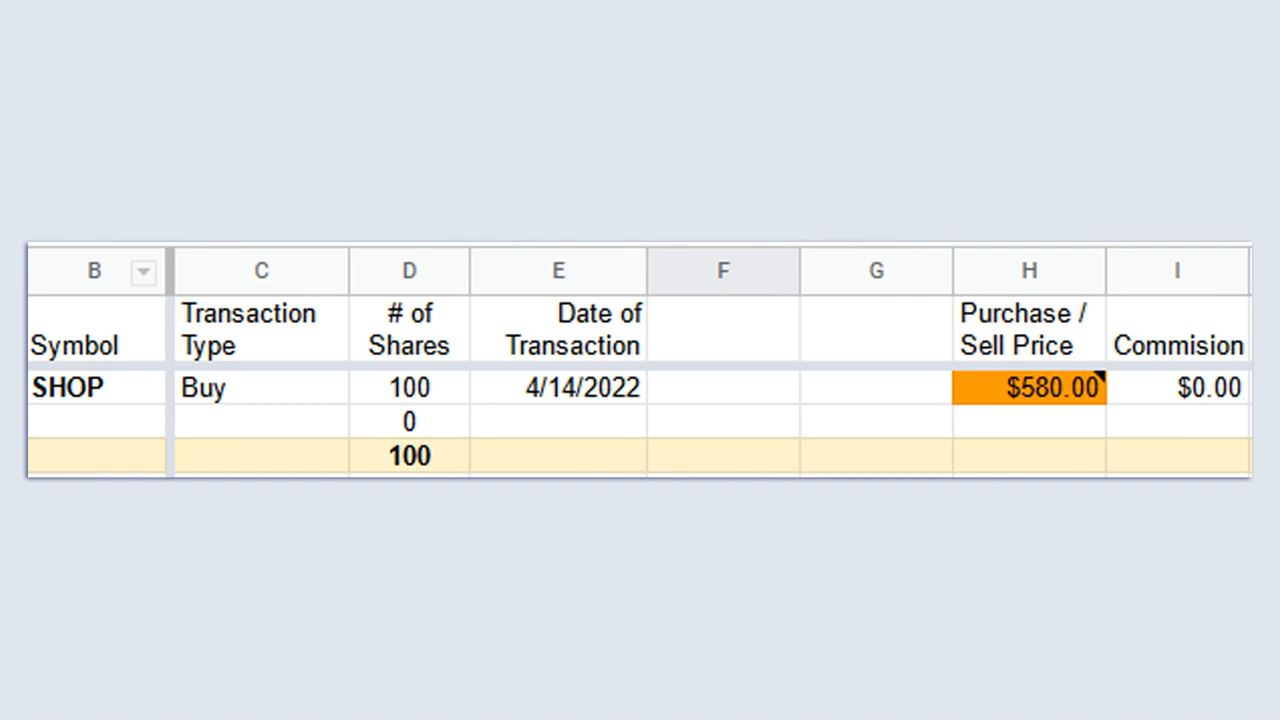 B C D E F G H I
Transaction # of Date of Purchase /
Symbol Type Shares Transaction Sell Price Commision
SHOP Buy 100 4/14/2022 $580.00 $0.00
0
100